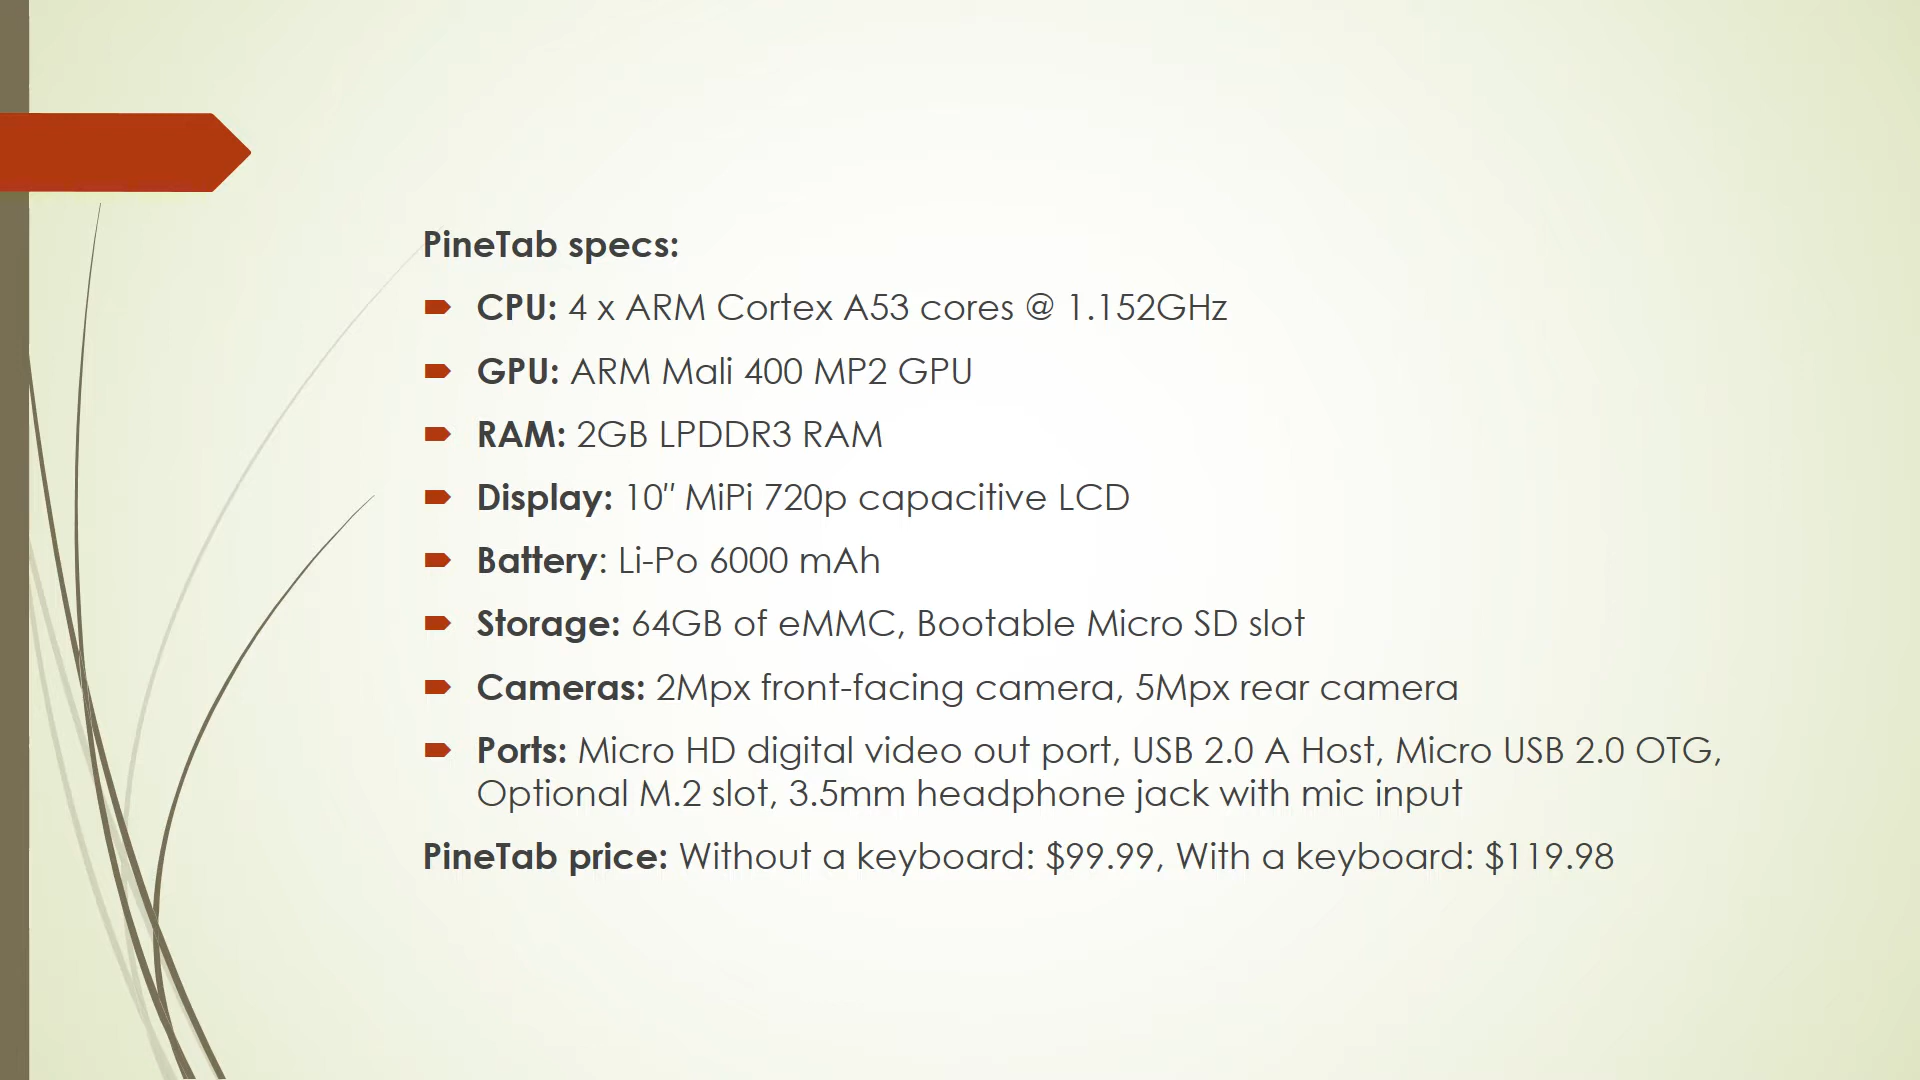 PineTab specs:
CPU: 4 x ARM Cortex A53 cores @ 1.152GHz
GPU: ARM Mali 400 MP2 GPU
RAM: 2GB LPDDR3 RAM
Display: 10″ MiPi 720p capacitive LCD
Battery: Li-Po 6000 mAh
Storage: 64GB of eMMC, Bootable Micro SD slot
Cameras: 2Mpx front-facing camera, 5Mpx rear camera
Ports: Micro HD digital video out port, USB 2.0 A Host, Micro USB 2.0 OTG,
Optional M.2 slot, 3.5mm headphone jack with mic input
PineTab price: Without a keyboard: $99.99, With a keyboard: $119.98